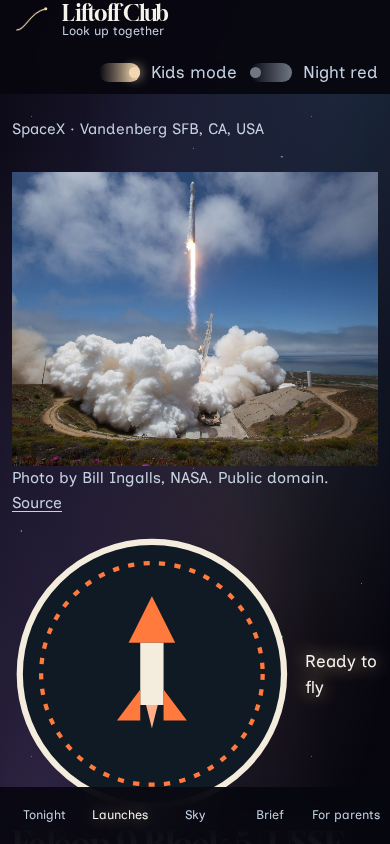 Liftoff Club
Look up together
Kids mode
Night red
SpaceX · Vandenberg SFB, CA, USA
Photo by Bill Ingalls, NASA. Public domain.
Source
Ready to
fly
Tonight
Launches
Sky
Brief
For parents